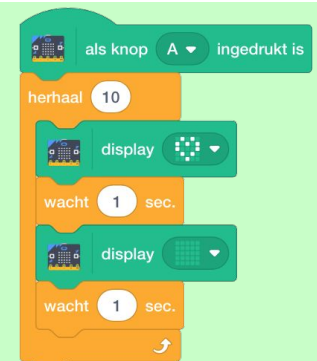 als knop A ingedrukt is
herhaal 10
display
wacht 1 sec.
display
wacht 1 sec.